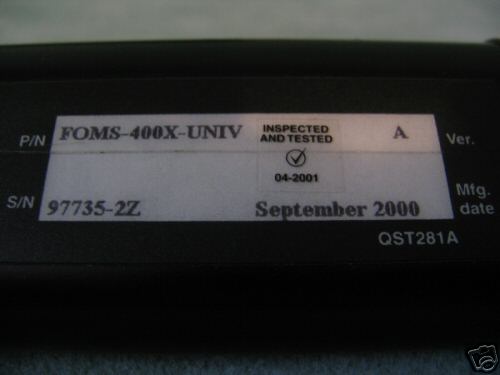 P/N FOMS-400X-UNIV A Ver.
INSPECTED
AND TESTED
04-2001
S/N 97735-2Z September 2000 Mfg.
date
QST281A